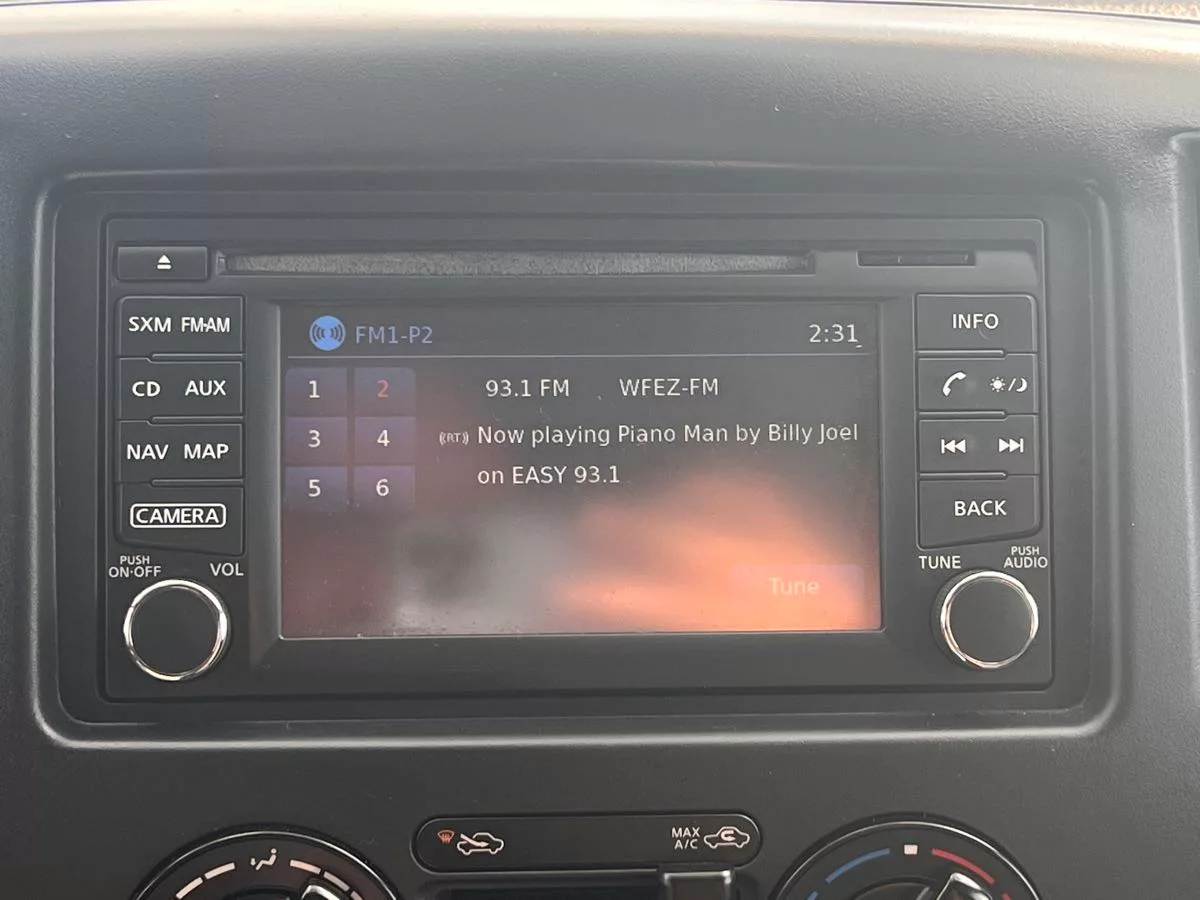 SXM FM·AM
CD AUX
NAV MAP
CAMERA
PUSH
ON·OFF
VOL
FM1-P2
2:31
1 2
3 4
5 6
93.1 FM WFEZ-FM
((RT)) Now playing Piano Man by Billy Joel
on EASY 93.1
Tune
INFO
BACK
TUNE
PUSH
AUDIO
MAX
A/C